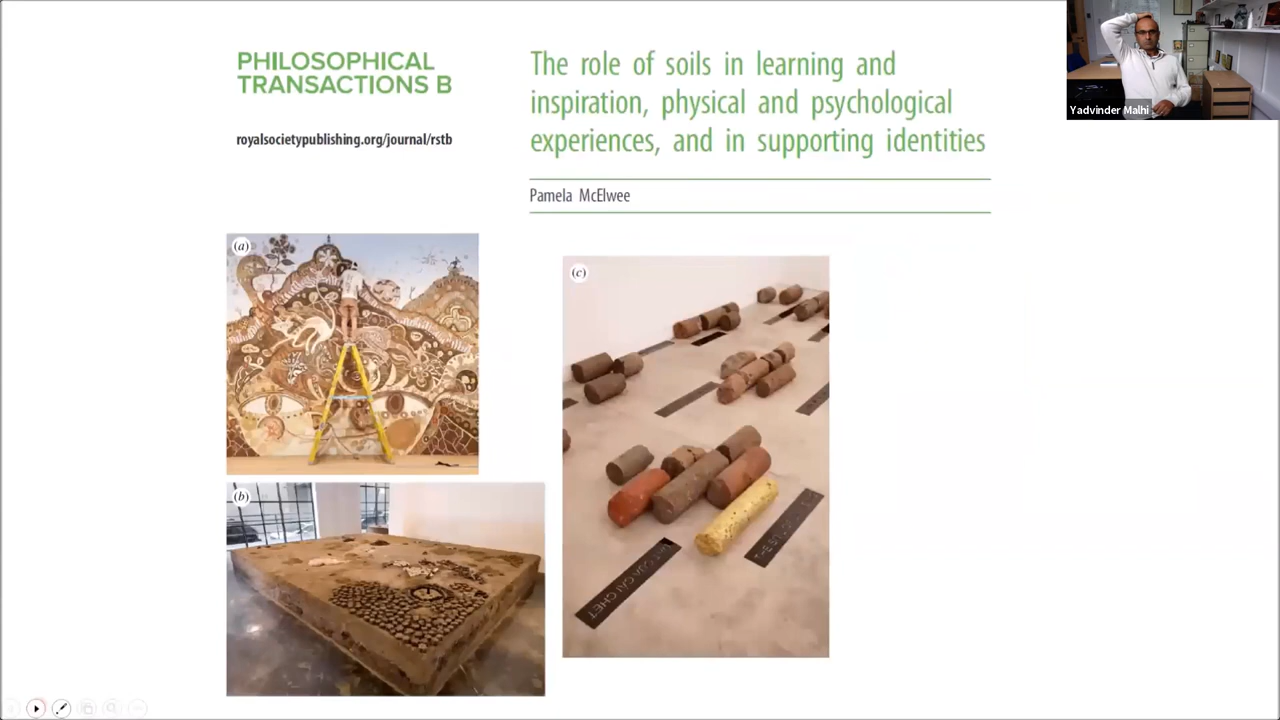 PHILOSOPHICAL
TRANSACTIONS B
royalsocietypublishing.org/journal/rstb
The role of soils in learning and
inspiration, physical and psychological
experiences, and in supporting identities
Pamela McElwee
Yadvinder Malhi
(a)
(b)
(c)